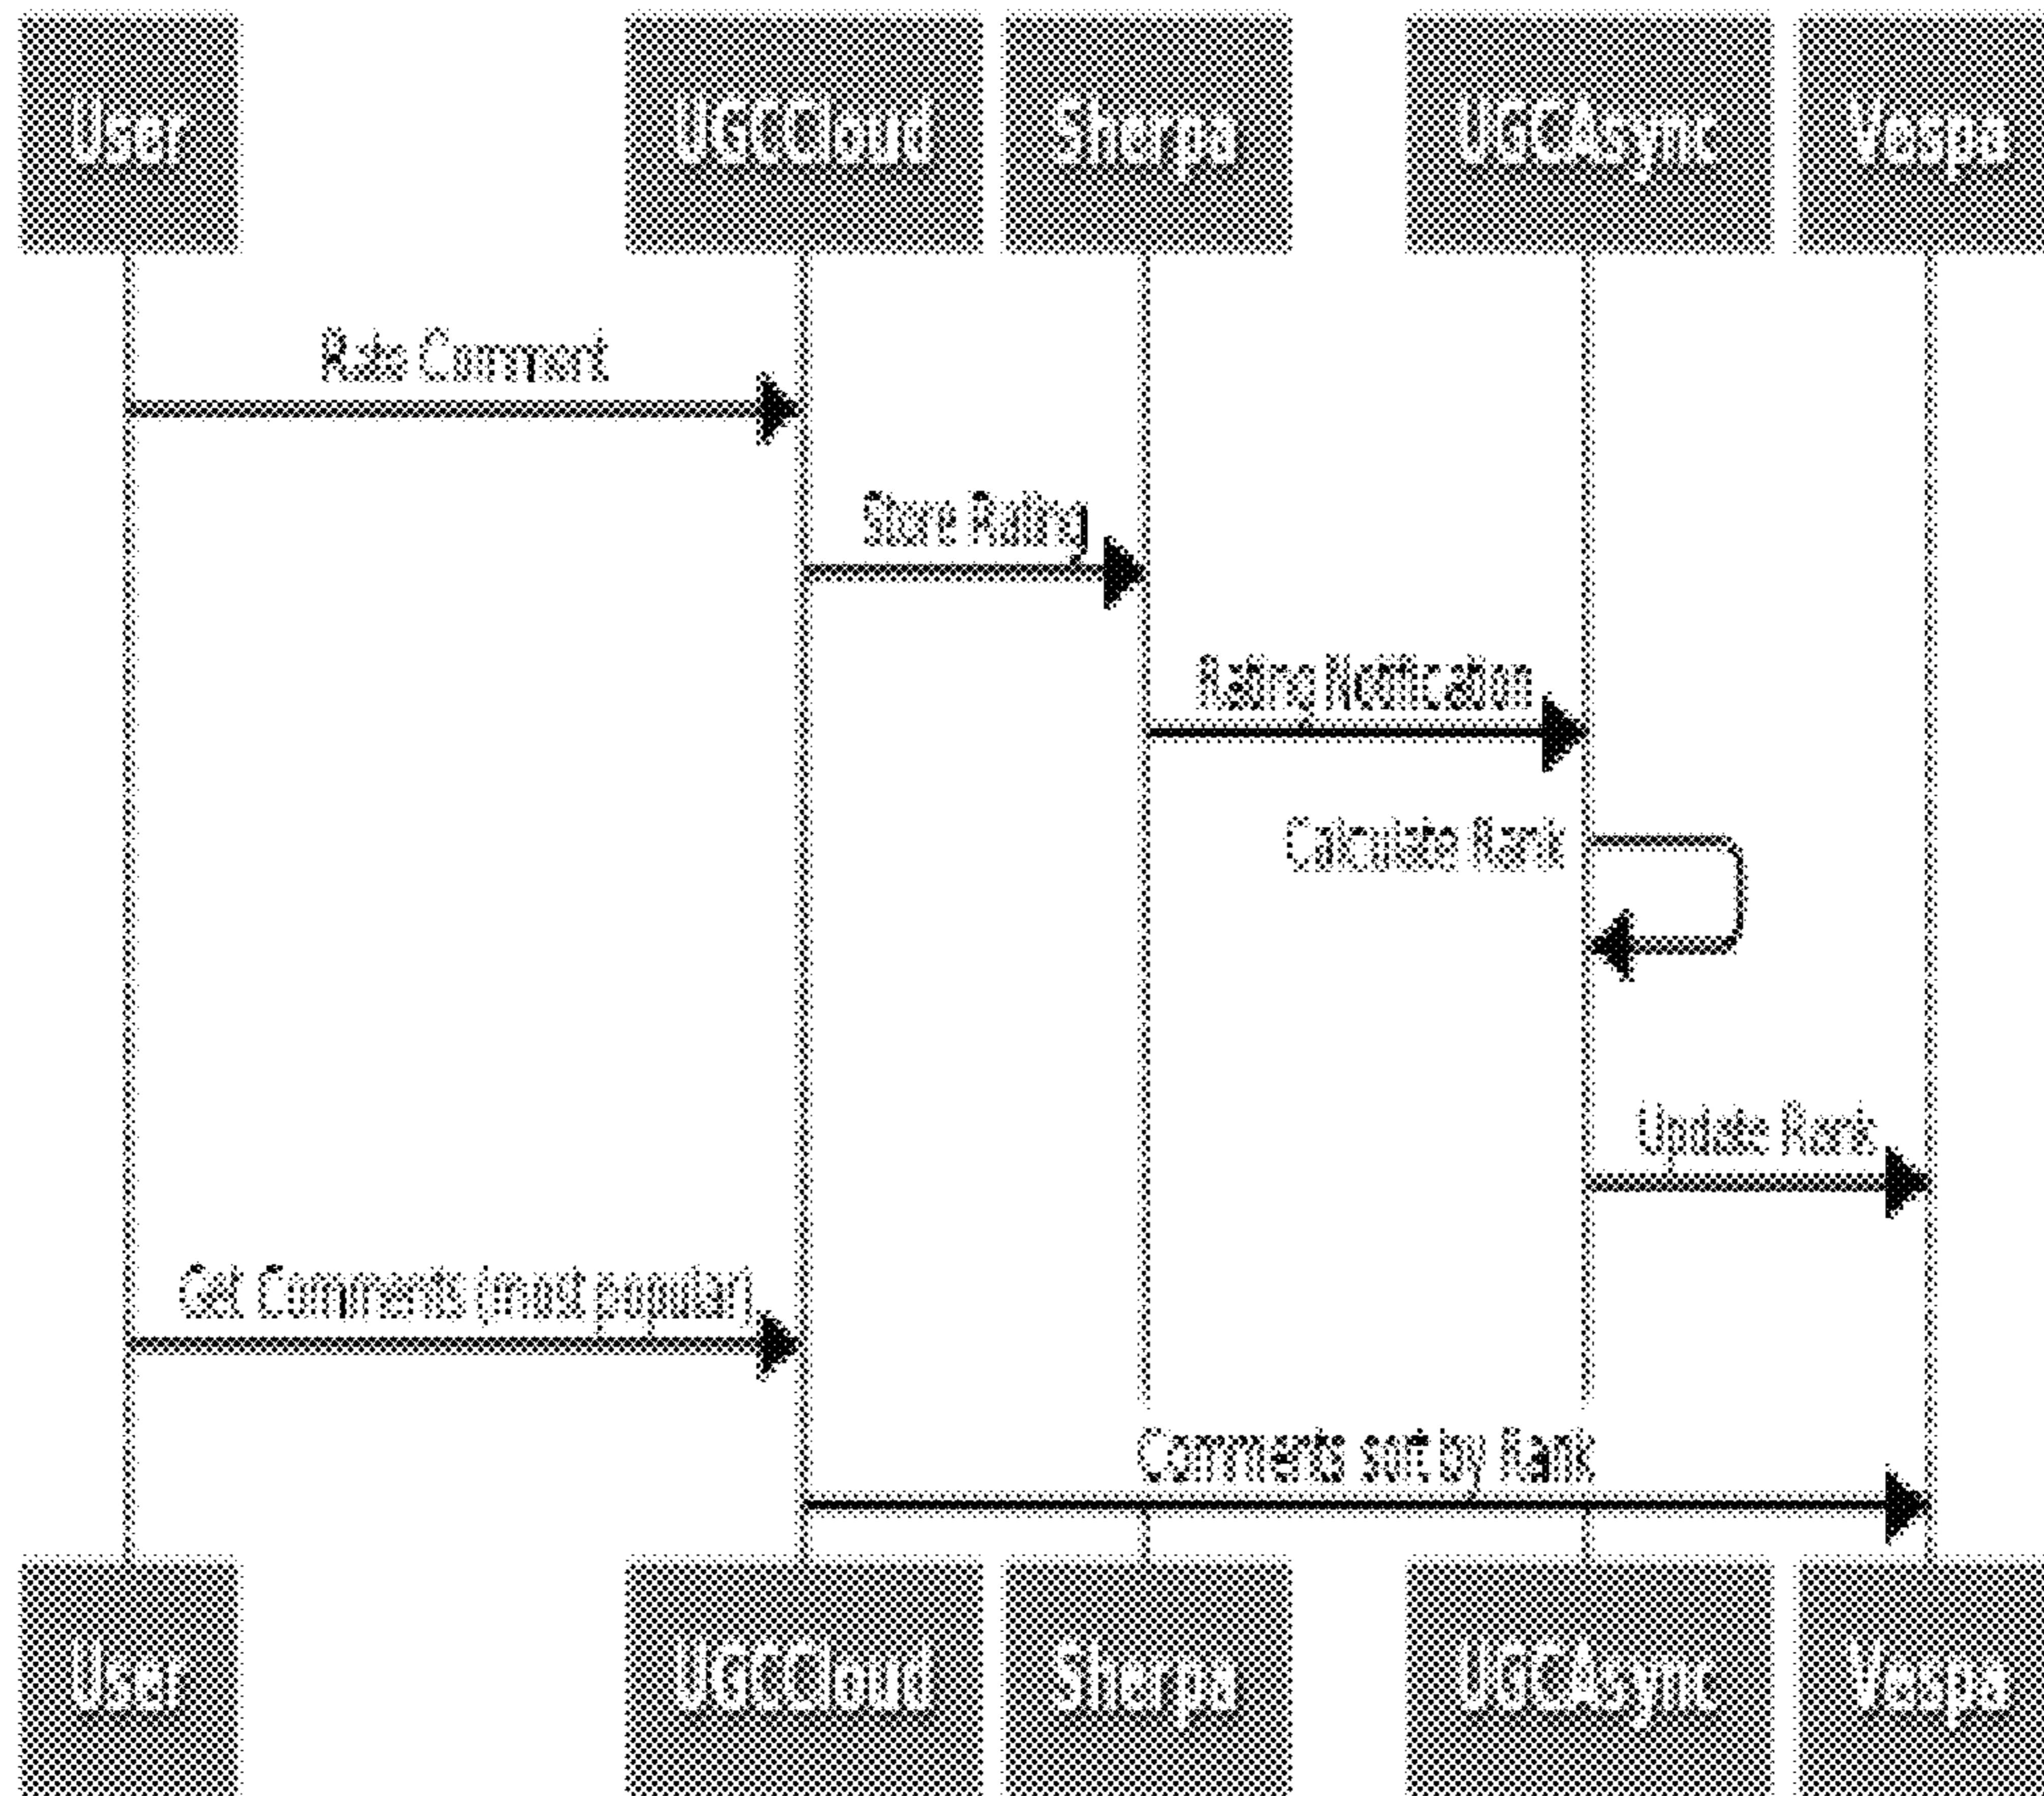 User UGCCloud Sherpa UGCAsync Vespa
Rate Comment
Store Rating
Rating Notification
Calculate Rank
Update Rank
Get Comments (most popular)
Comments sort by Rank
User UGCCloud Sherpa UGCAsync Vespa